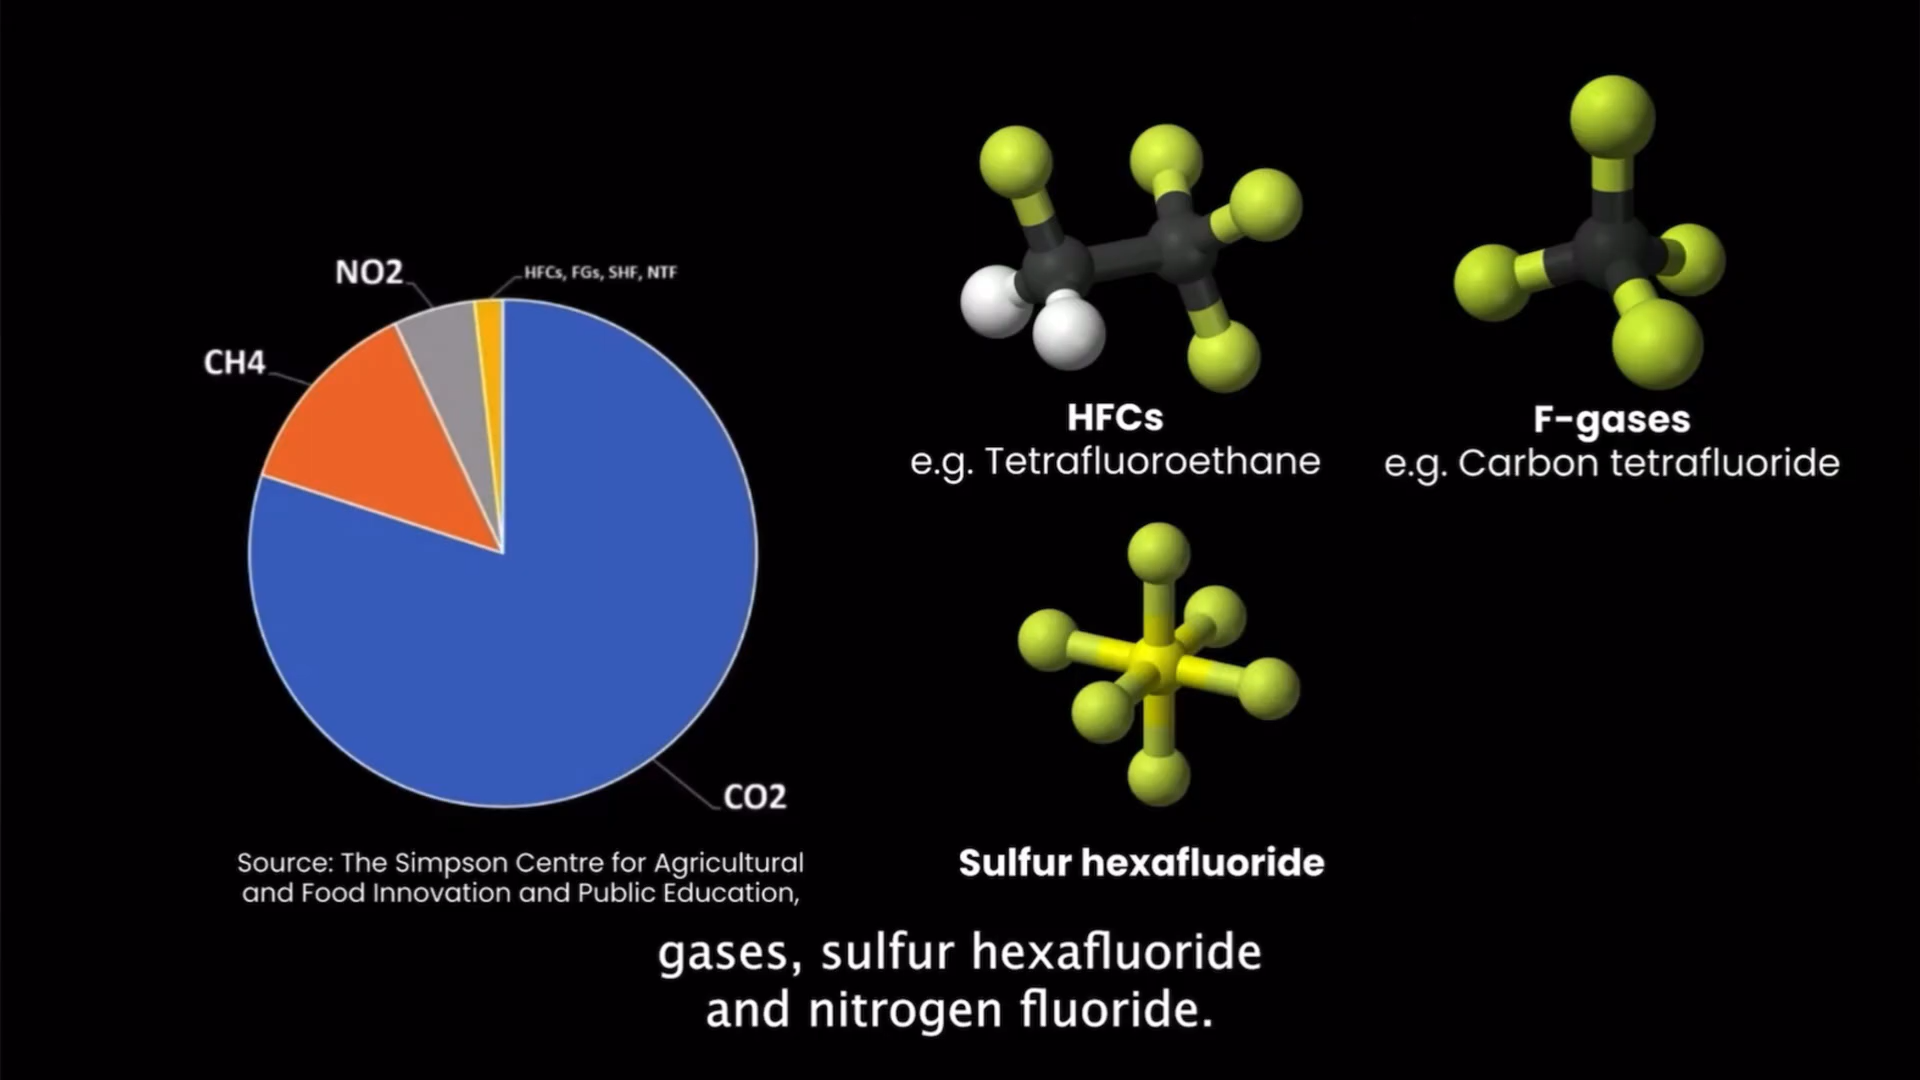 NO2
HFCs, FGs, SHF, NTF
CH4
CO2
Source: The Simpson Centre for Agricultural
and Food Innovation and Public Education,
HFCs
e.g. Tetrafluoroethane
F-gases
e.g. Carbon tetrafluoride
Sulfur hexafluoride
gases, sulfur hexafluoride
and nitrogen fluoride.